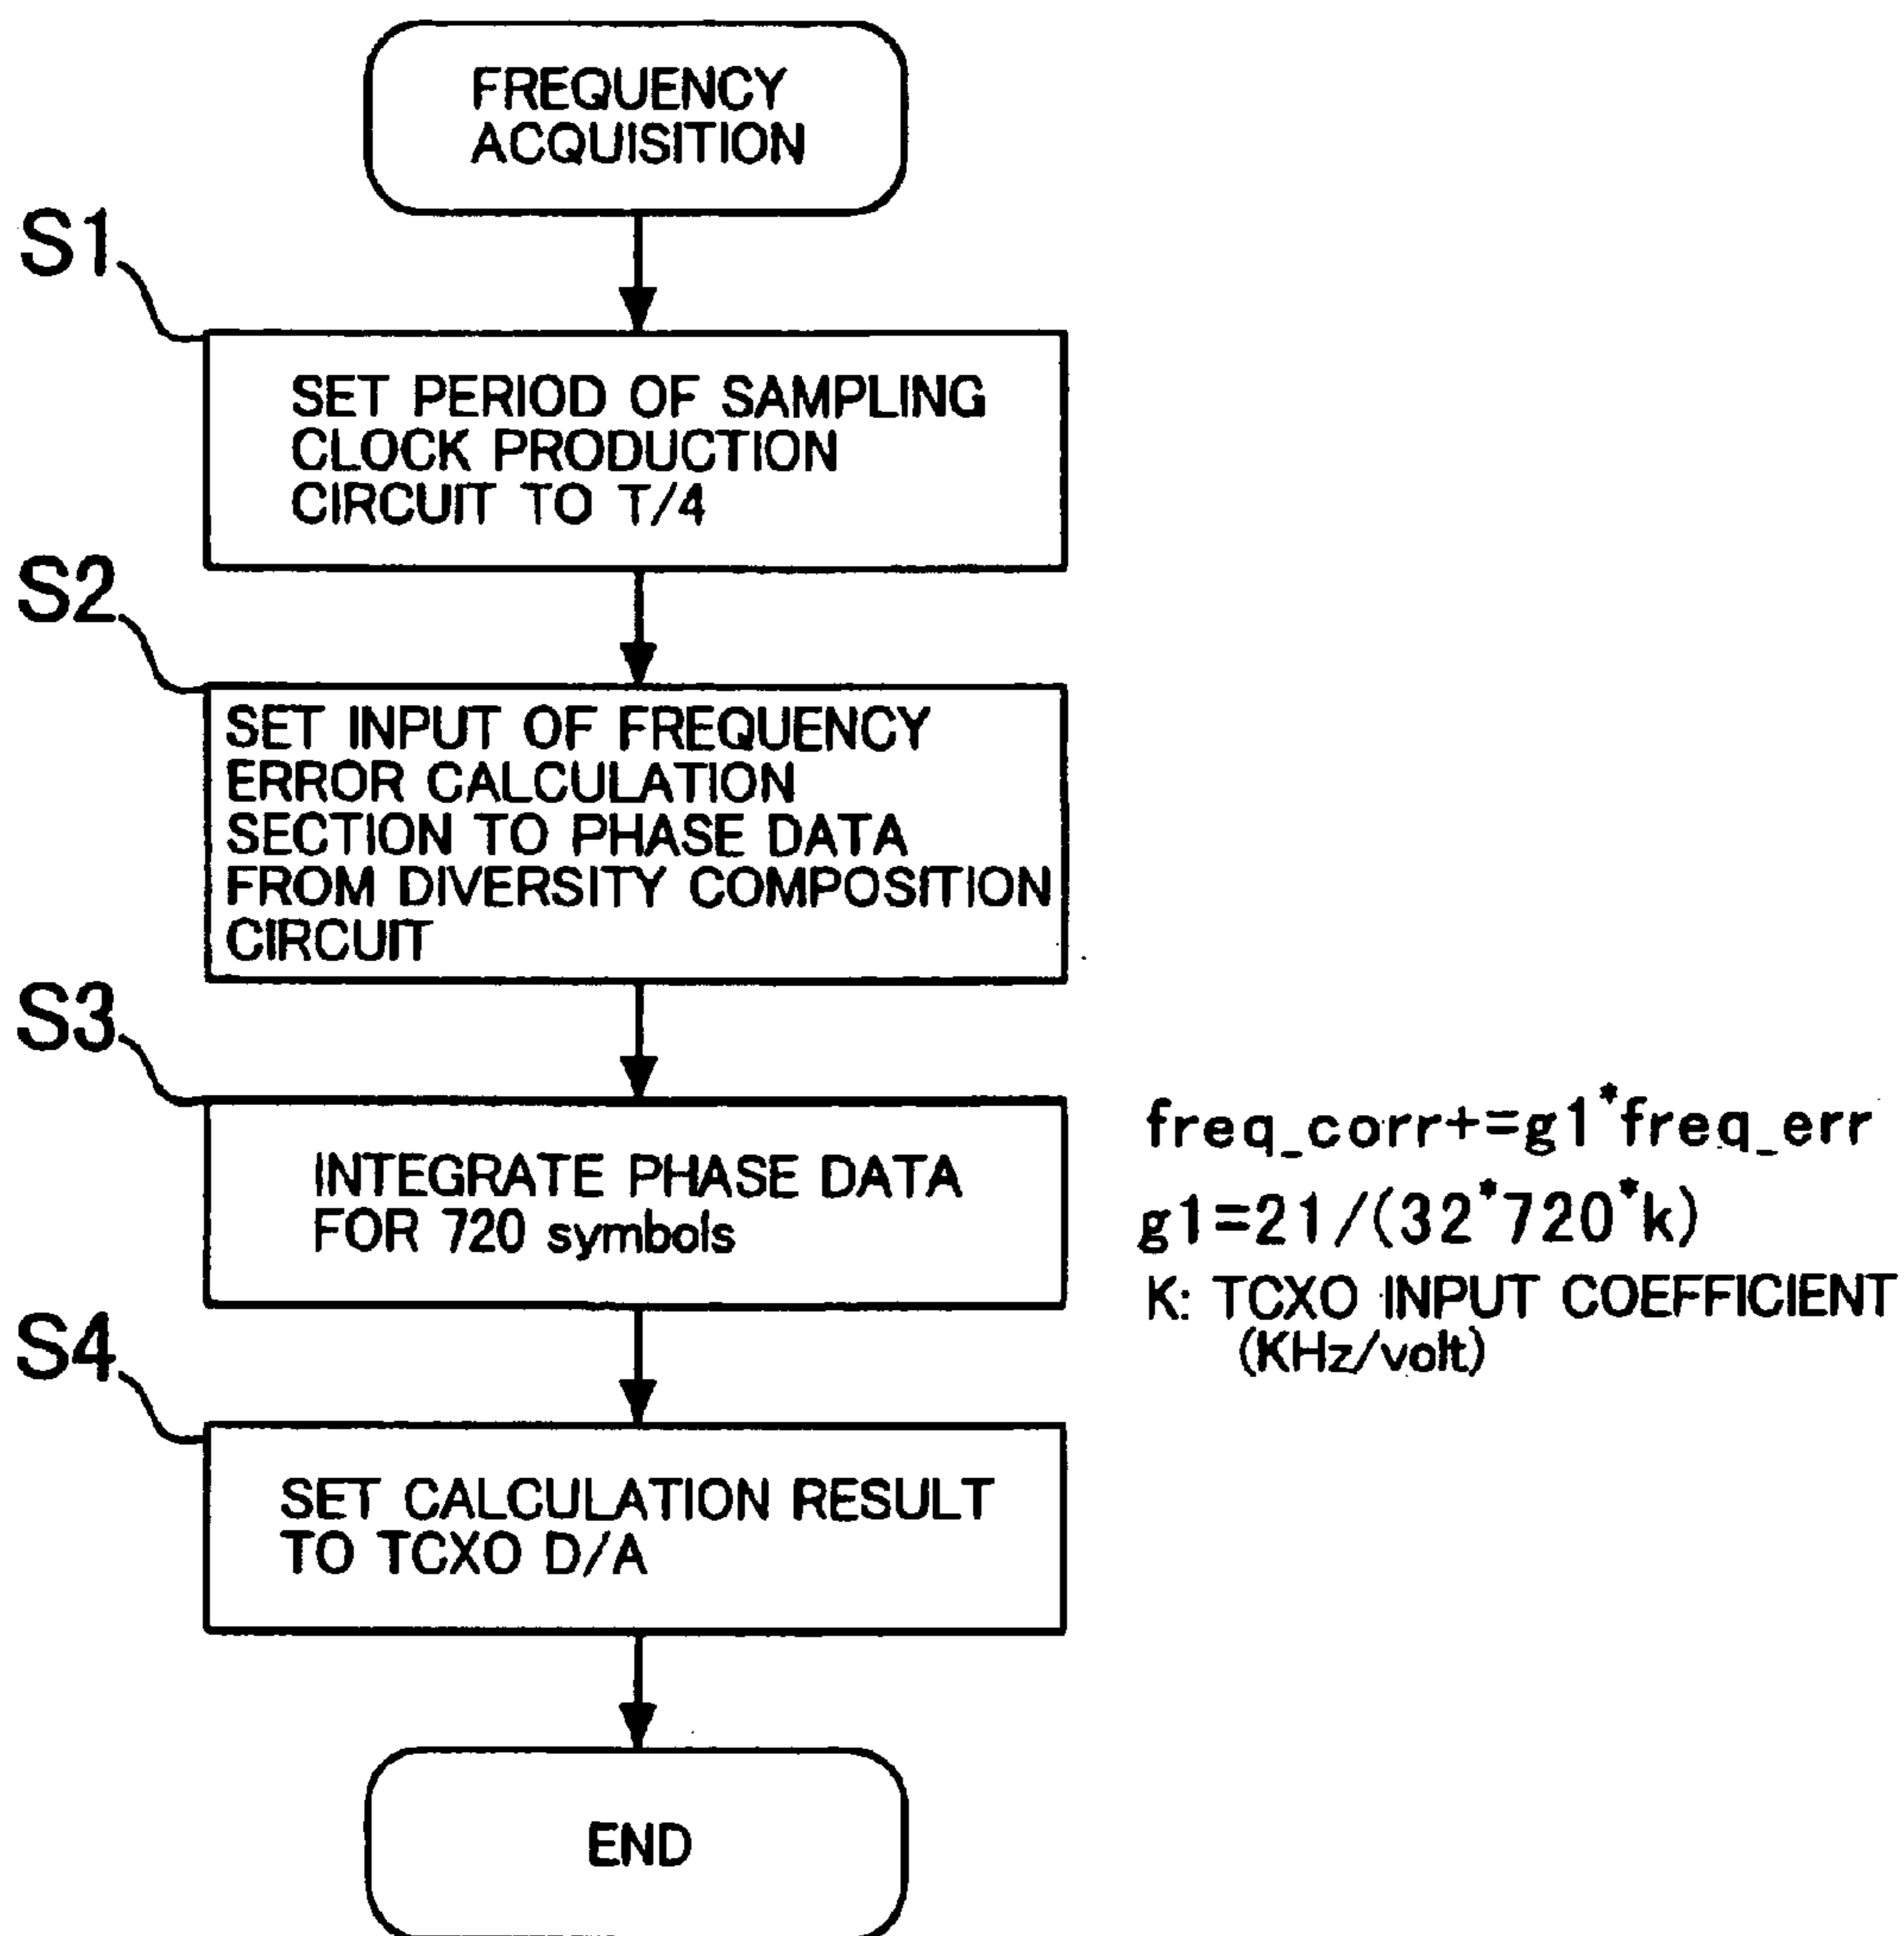 FREQUENCY
ACQUISITION
S1
SET PERIOD OF SAMPLING
CLOCK PRODUCTION
CIRCUIT TO T/4
S2
SET INPUT OF FREQUENCY
ERROR CALCULATION
SECTION TO PHASE DATA
FROM DIVERSITY COMPOSITION
CIRCUIT
S3
INTEGRATE PHASE DATA
FOR 720 symbols
freq_corr+=g1*freq_err
g1=21/(32*720*k)
K: TCXO INPUT COEFFICIENT
(KHz/volt)
S4
SET CALCULATION RESULT
TO TCXO D/A
END